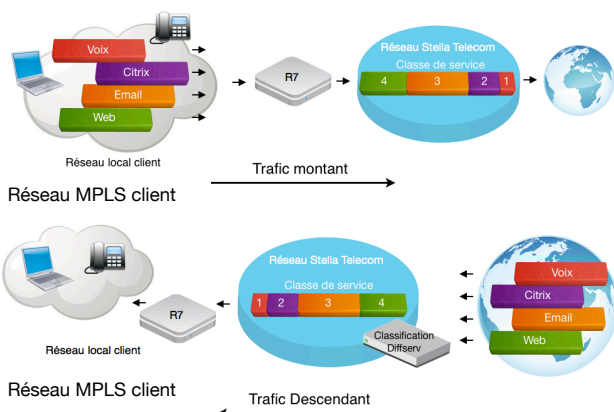 Voix
Citrix
Email
Web
Réseau local client
R7
Réseau Stella Telecom
Classe de service
4 3 2 1
Trafic montant
Réseau MPLS client
Réseau local client
R7
Réseau Stella Telecom
Classe de service
1 2 3 4
Classification
Diffserv
Voix
Citrix
Email
Web
Réseau MPLS client
Trafic Descendant